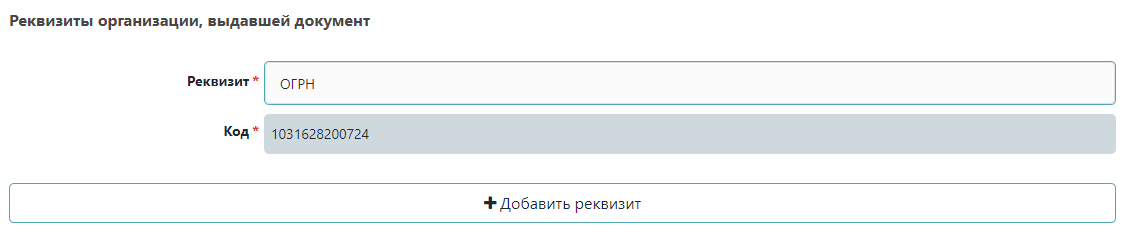 Реквизиты организации, выдавшей документ
Реквизит * ОГРН
Код * 1031628200724
+ Добавить реквизит